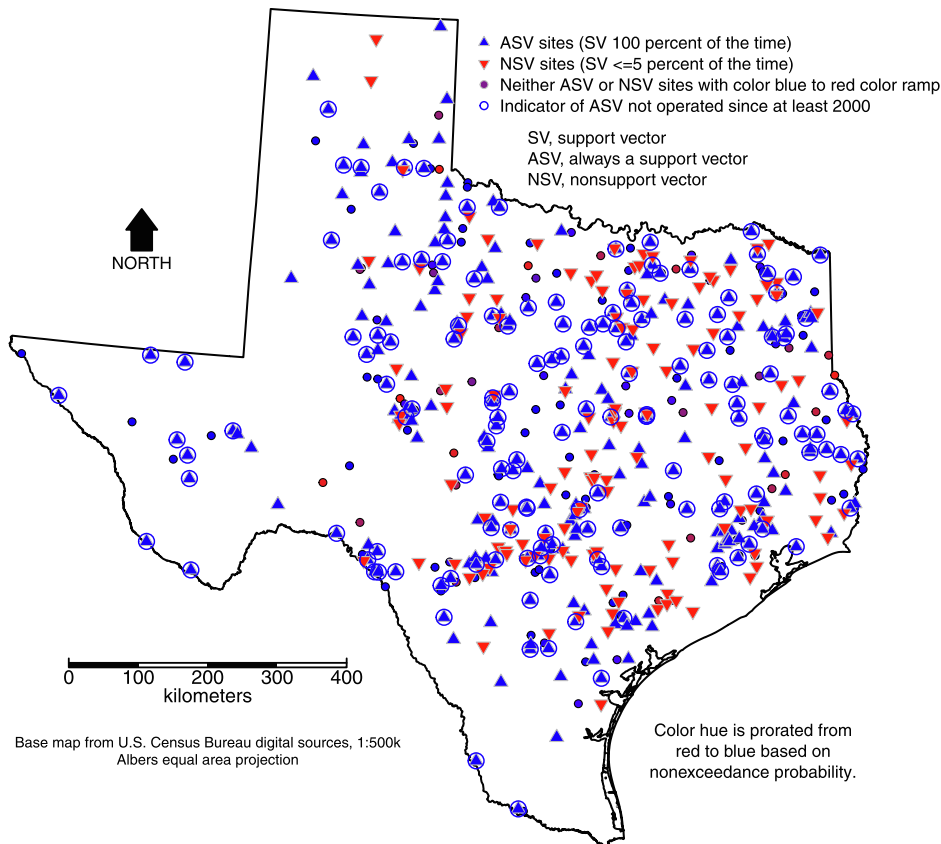 ASV sites (SV 100 percent of the time)
NSV sites (SV <=5 percent of the time)
Neither ASV or NSV sites with color blue to red color ramp
Indicator of ASV not operated since at least 2000
SV, support vector
ASV, always a support vector
NSV, nonsupport vector
NORTH
0 100 200 300 400
kilometers
Base map from U.S. Census Bureau digital sources, 1:500k
Albers equal area projection
Color hue is prorated from
red to blue based on
nonexceedance probability.